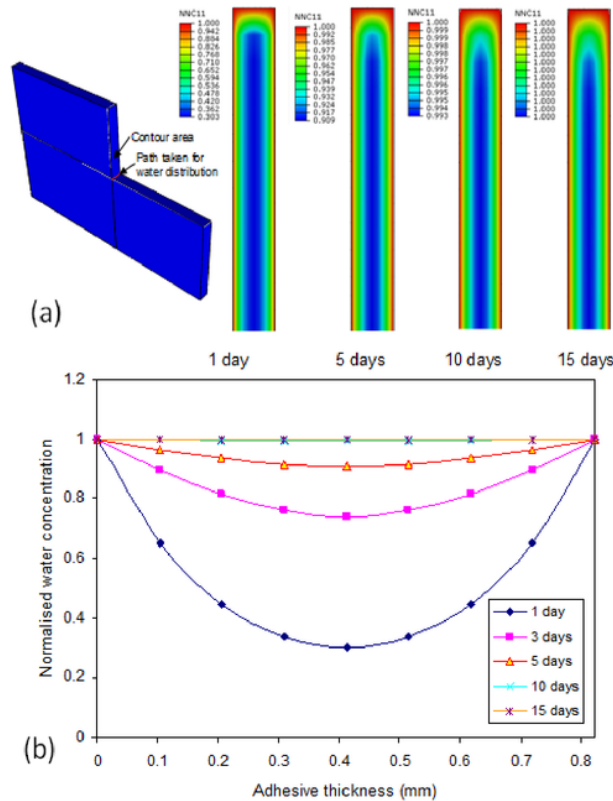 (a)
Contour area
Path taken for
water distribution
NNC11
1.000
0.942
0.884
0.826
0.768
0.710
0.652
0.594
0.536
0.478
0.420
0.362
0.303
NNC11
1.000
0.992
0.985
0.977
0.970
0.962
0.955
0.947
0.939
0.932
0.924
0.917
0.909
NNC11
1.000
0.999
0.999
0.998
0.998
0.997
0.997
0.996
0.995
0.995
0.994
0.994
0.993
NNC11
1.000
1.000
1.000
1.000
1.000
1.000
1.000
1.000
1.000
1.000
1.000
1.000
1.000
1 day
5 days
10 days
15 days
(b)
Normalised water concentration
1.2
1
0.8
0.6
0.4
0.2
0
1 day
3 days
5 days
10 days
15 days
0 0.1 0.2 0.3 0.4 0.5 0.6 0.7 0.8
Adhesive thickness (mm)